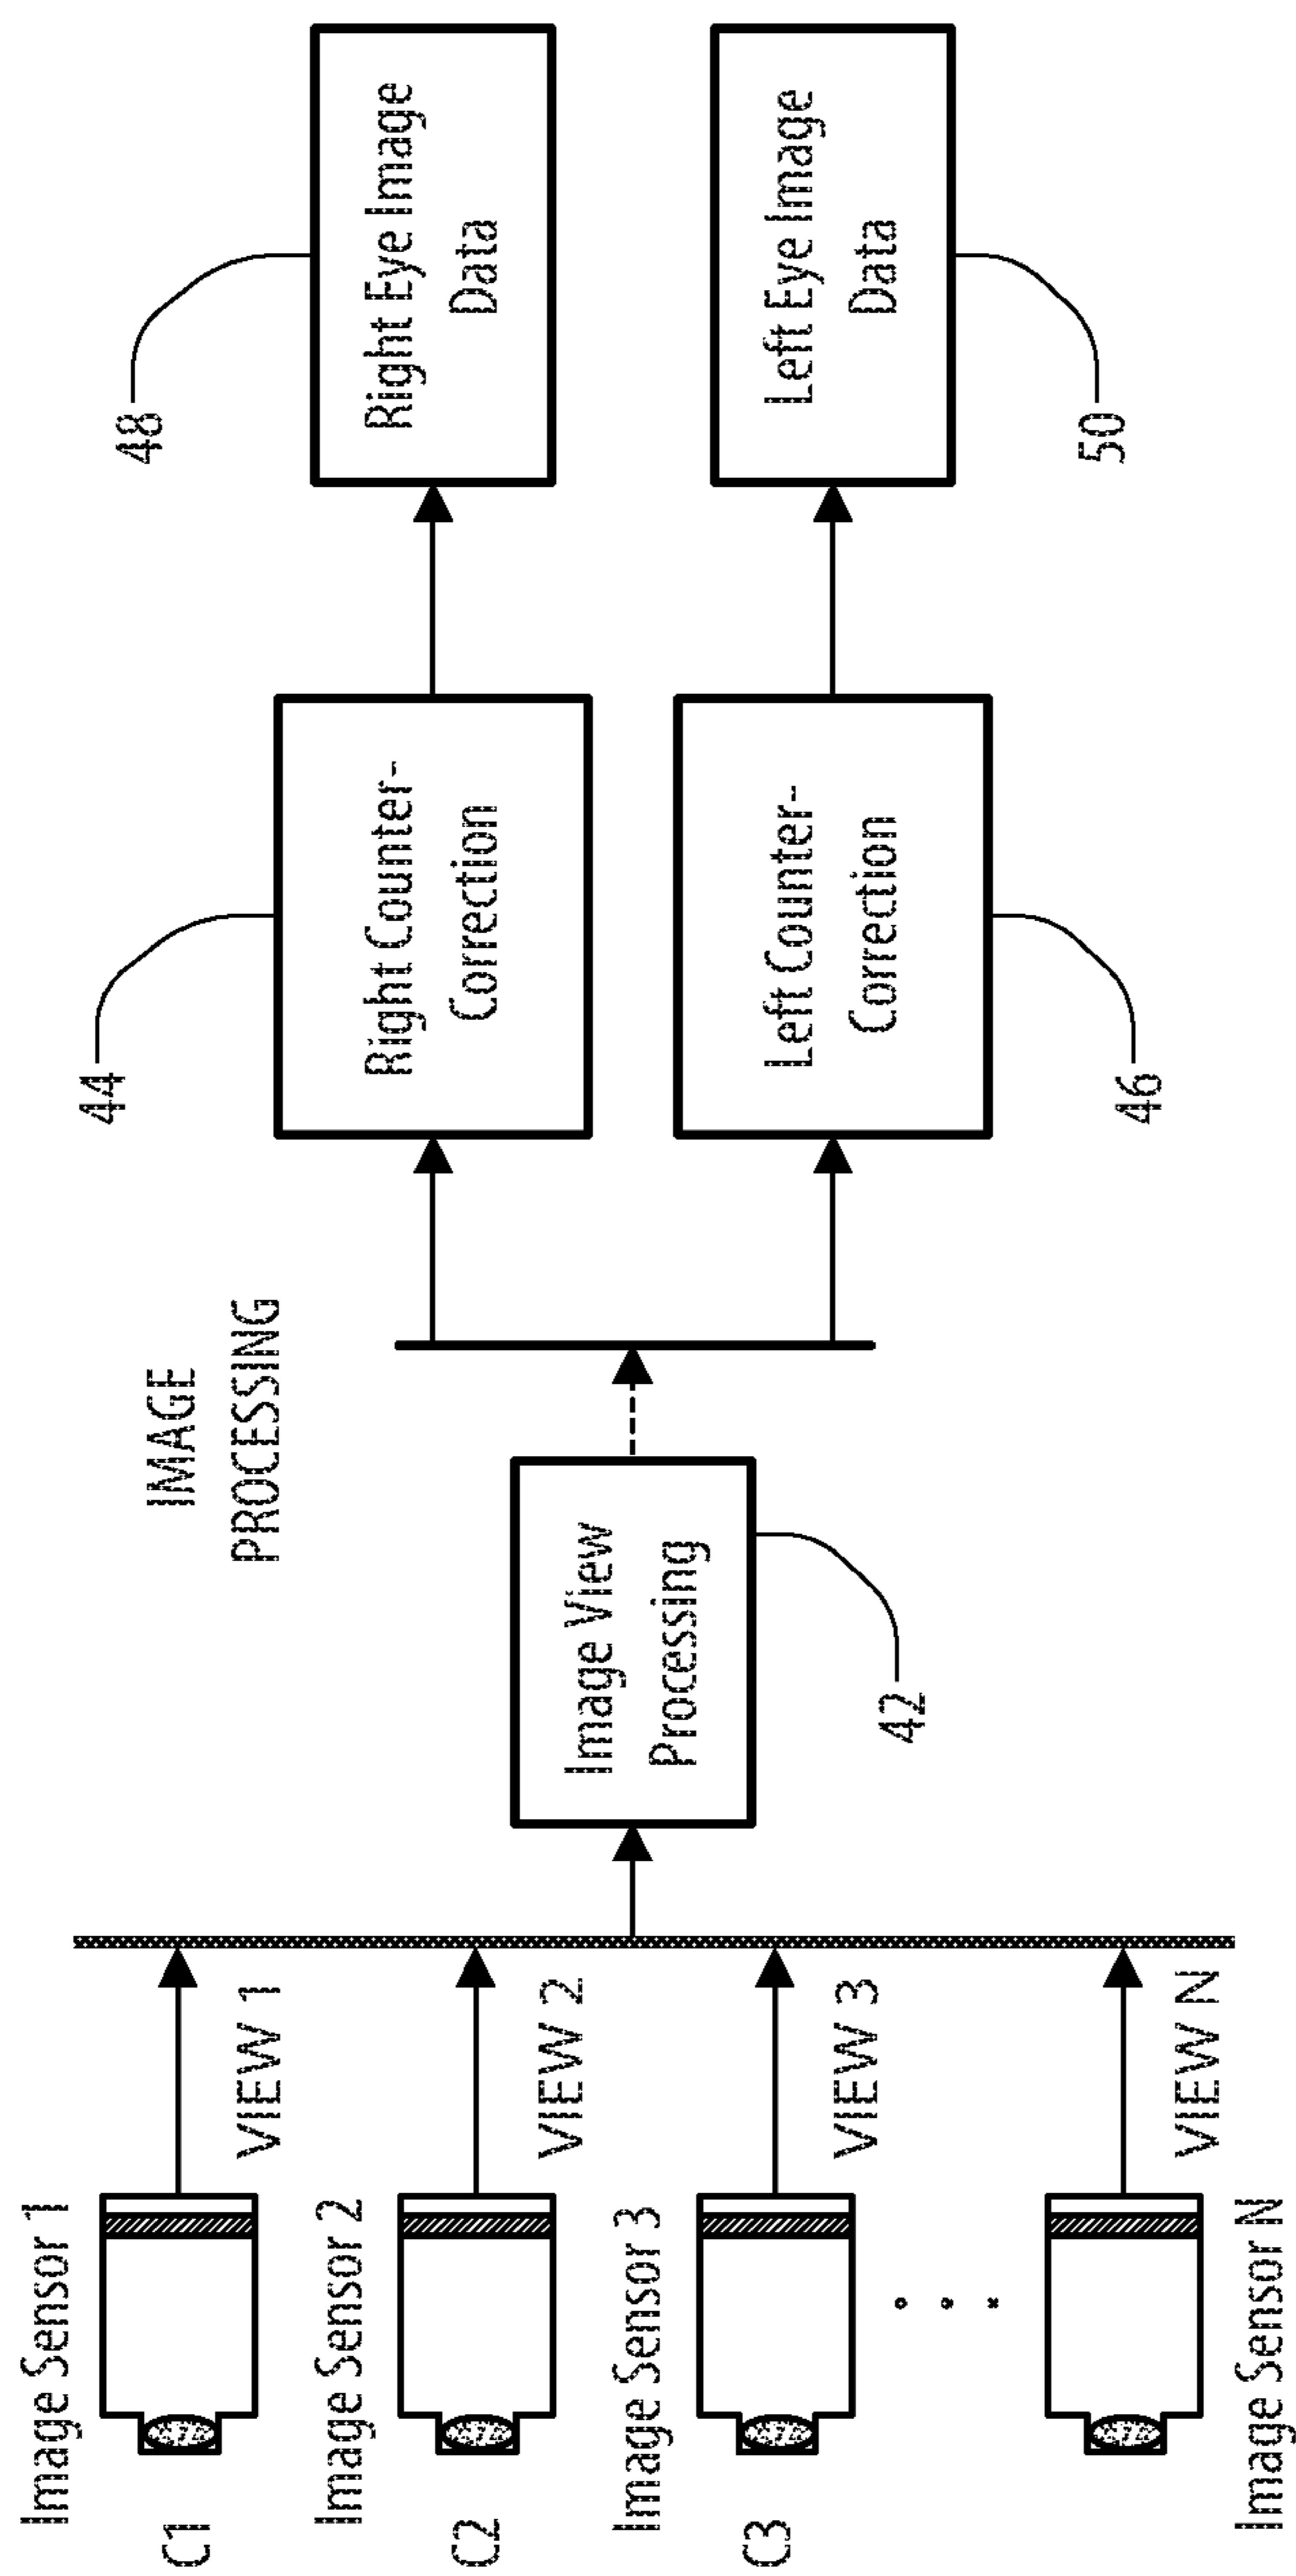 Image Sensor 1
C1
VIEW 1
Image Sensor 2
C2
VIEW 2
Image Sensor 3
C3
VIEW 3
Image Sensor N
VIEW N
IMAGE
PROCESSING
Image View
Processing
42
44
Right Counter-
Correction
Left Counter-
Correction
46
48
Right Eye Image
Data
Left Eye Image
Data
50